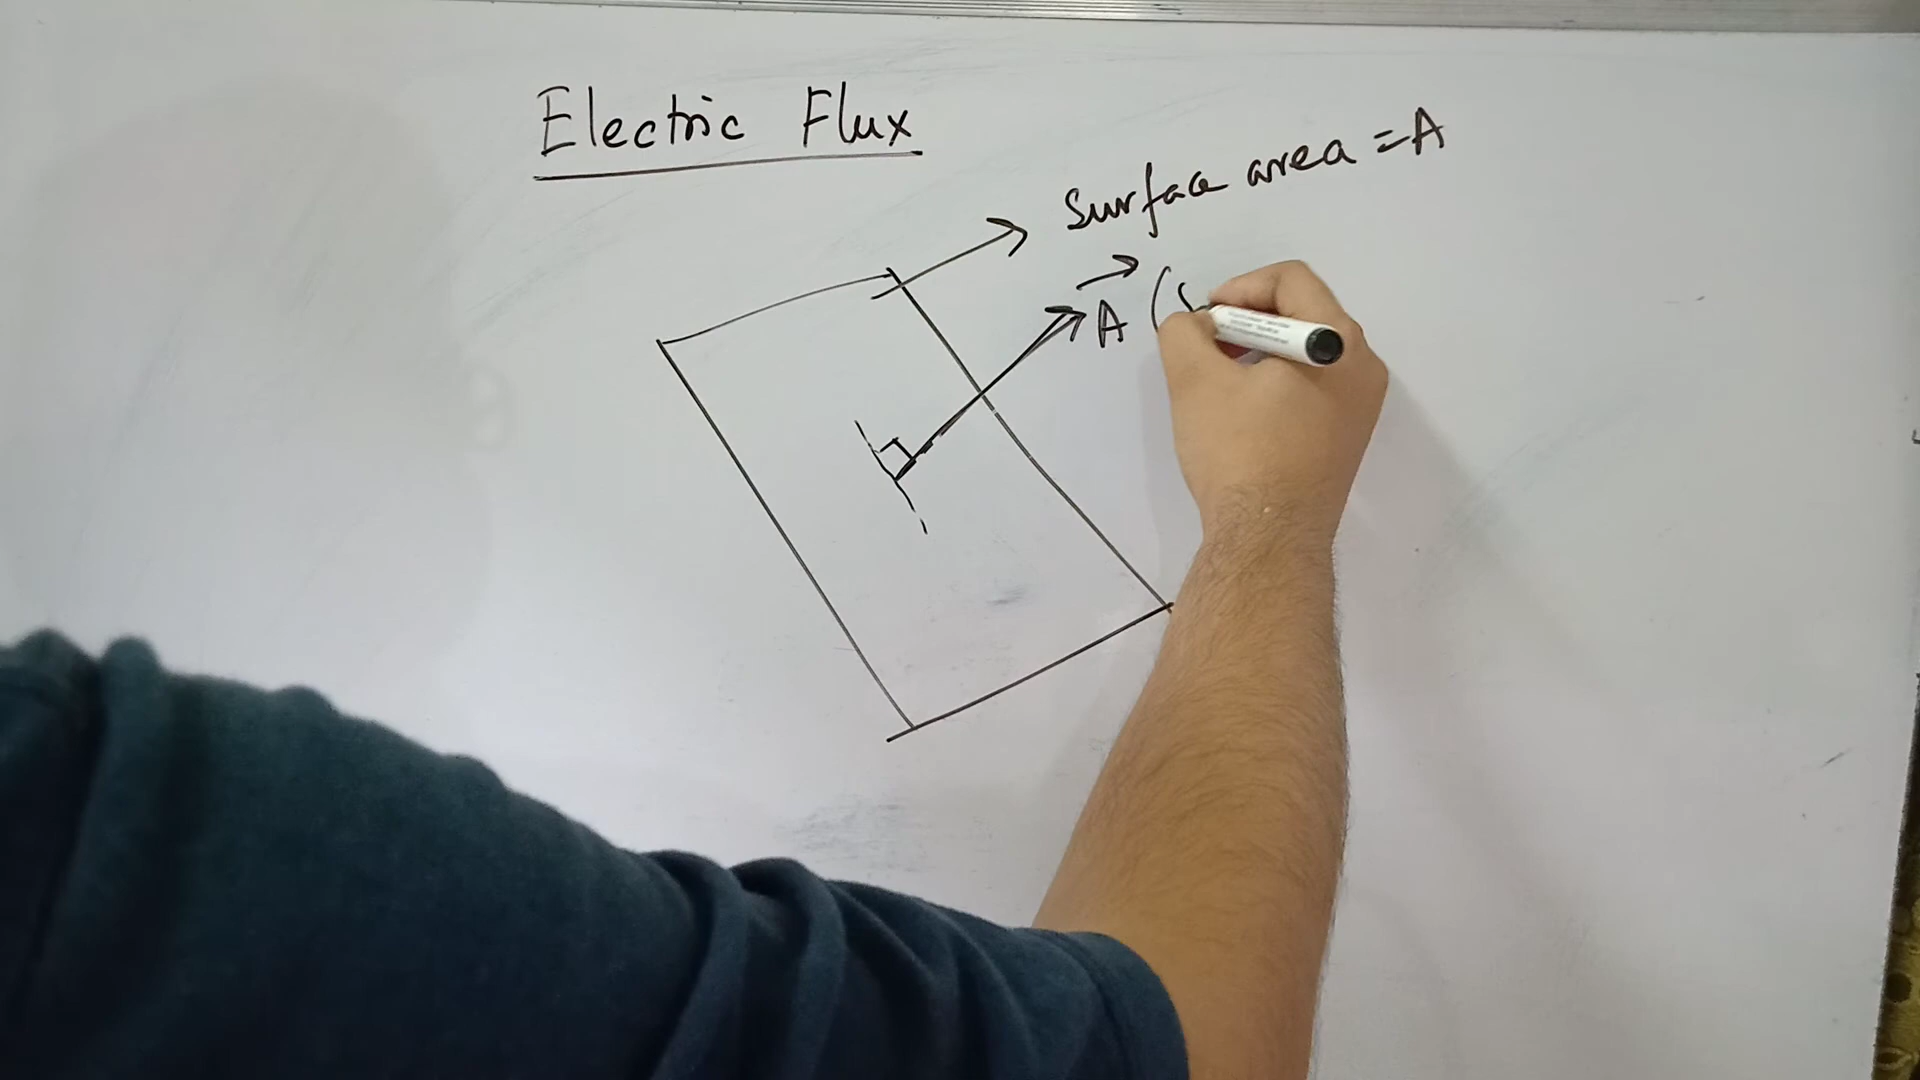 Electric Flux
Surface area = A
A (S